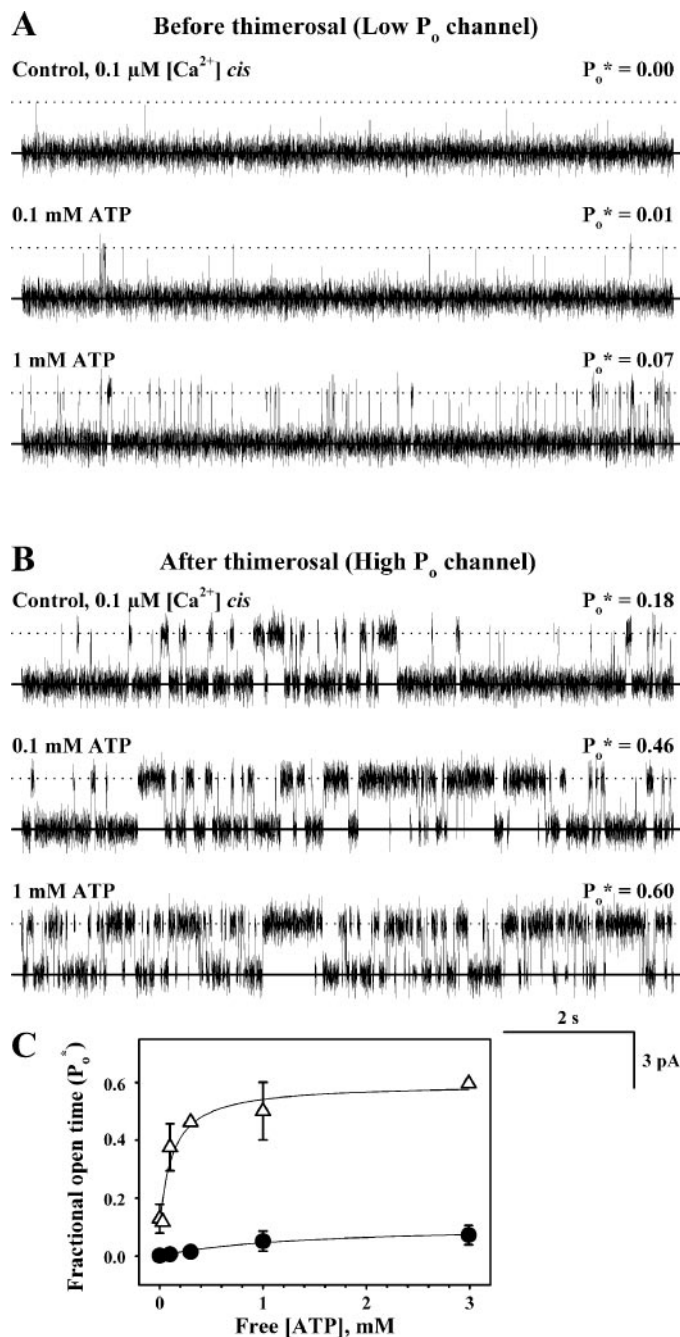 A Before thimerosal (Low Po channel)
Control, 0.1 µM [Ca2+] cis Po* = 0.00
0.1 mM ATP Po* = 0.01
1 mM ATP Po* = 0.07
B After thimerosal (High Po channel)
Control, 0.1 µM [Ca2+] cis Po* = 0.18
0.1 mM ATP Po* = 0.46
1 mM ATP Po* = 0.60
2 s
3 pA
C
Fractional open time (Po*)
0.6
0.4
0.2
0.0
0 1 2 3
Free [ATP], mM